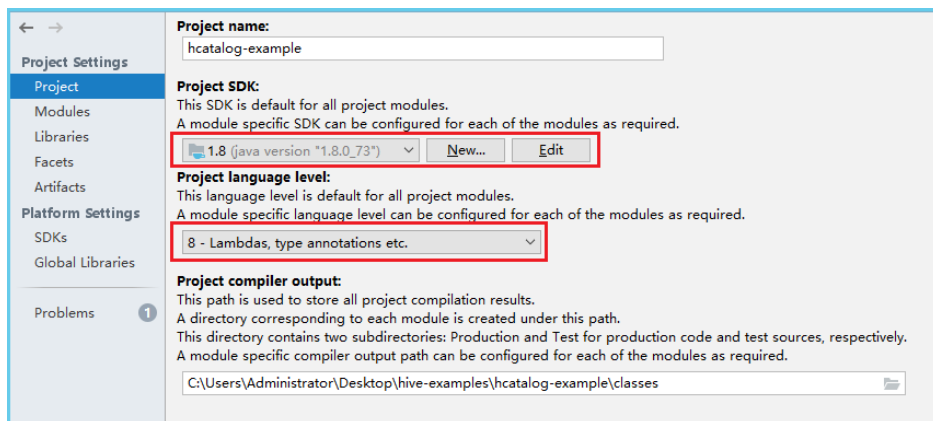 Project Settings
Project
Modules
Libraries
Facets
Artifacts
Platform Settings
SDKs
Global Libraries
Problems 1
Project name:
hcatalog-example
Project SDK:
This SDK is default for all project modules.
A module specific SDK can be configured for each of the modules as required.
1.8 (java version "1.8.0_73") New... Edit
Project language level:
This language level is default for all project modules.
A module specific language level can be configured for each of the modules as required.
8 - Lambdas, type annotations etc.
Project compiler output:
This path is used to store all project compilation results.
A directory corresponding to each module is created under this path.
This directory contains two subdirectories: Production and Test for production code and test sources, respectively.
A module specific compiler output path can be configured for each of the modules as required.
C:\Users\Administrator\Desktop\hive-examples\hcatalog-example\classes